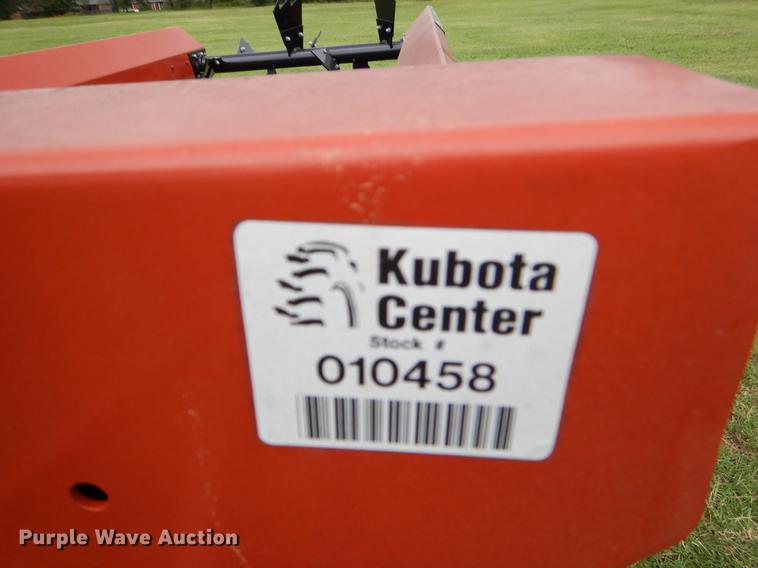 Kubota
Center
Stock #
010458
Purple Wave Auction